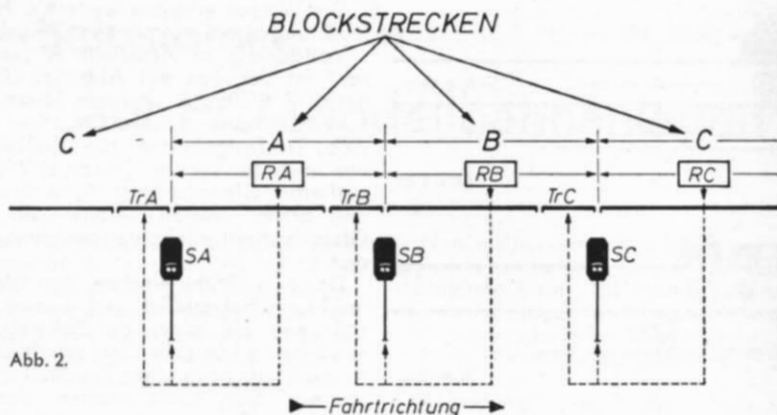 BLOCKSTRECKEN
C A B C
RA RB RC
TrA TrB TrC
SA SB SC
Abb. 2.
Fahrtrichtung